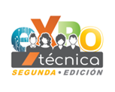 eXPO
técnica
SEGUNDA • EDICIÓN